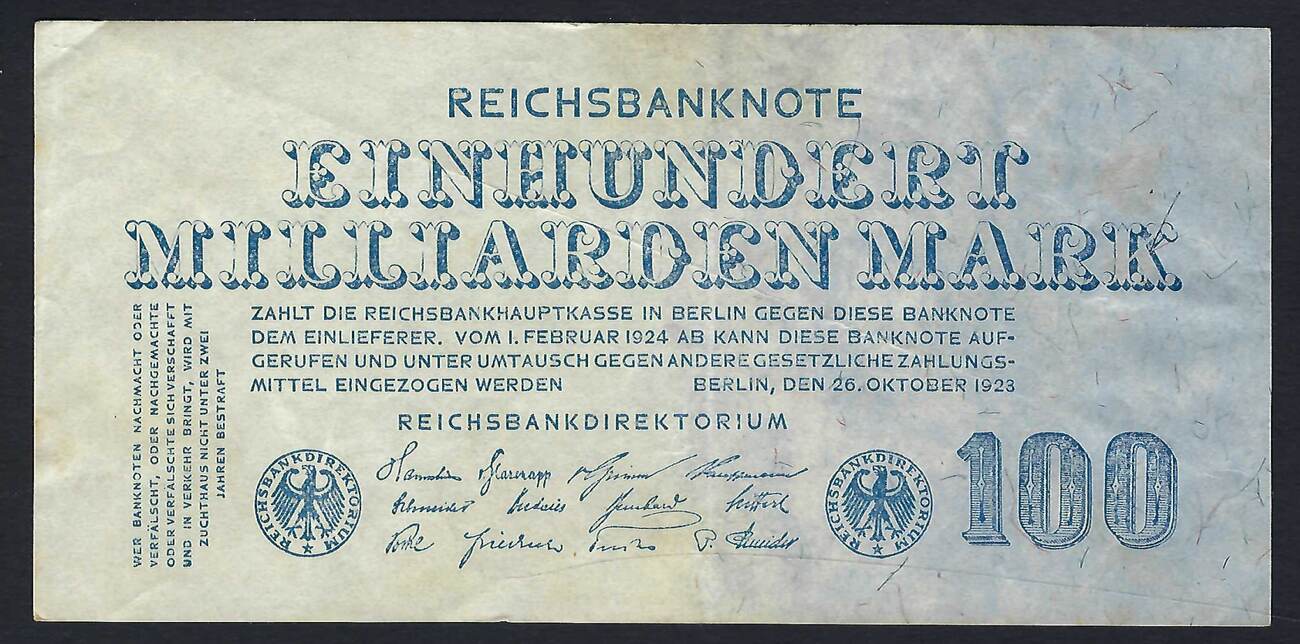 REICHSBANKNOTE
EINHUNDERT
MILLIARDEN MARK
ZAHLT DIE REICHSBANKHAUPTKASSE IN BERLIN GEGEN DIESE BANKNOTE
DEM EINLIEFERER. VOM 1. FEBRUAR 1924 AB KANN DIESE BANKNOTE AUF-
GERUFEN UND UNTER UMTAUSCH GEGEN ANDERE GESETZLICHE ZAHLUNGS-
MITTEL EINGEZOGEN WERDEN BERLIN, DEN 26. OKTOBER 1923
WER BANKNOTEN NACHMACHT ODER
VERFÄLSCHT, ODER NACHGEMACHTE
ODER VERFÄLSCHTE SICH VERSCHAFFT
UND IN VERKEHR BRINGT, WIRD MIT
ZUCHTHAUS NICHT UNTER ZWEI
JAHREN BESTRAFT
REICHSBANKDIREKTORIUM
REICHSBANKDIREKTORIUM
Schneider
Friedrich
P. Schneider
REICHSBANKDIREKTORIUM
100